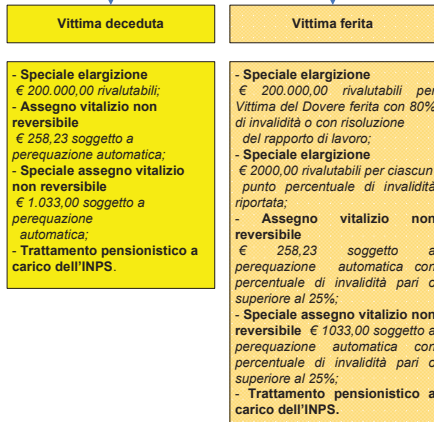 Vittima deceduta
- Speciale elargizione
€ 200.000,00 rivalutabili;
- Assegno vitalizio non
reversibile
€ 258,23 soggetto a
perequazione automatica;
- Speciale assegno vitalizio
non reversibile
€ 1.033,00 soggetto a
perequazione
automatica;
- Trattamento pensionistico a
carico dell'INPS.
Vittima ferita
- Speciale elargizione
€ 200.000,00 rivalutabili per
Vittima del Dovere ferita con 80%
di invalidità o con risoluzione
del rapporto di lavoro;
- Speciale elargizione
€ 2000,00 rivalutabili per ciascun
punto percentuale di invalidità
riportata;
- Assegno vitalizio non
reversibile
€ 258,23 soggetto a
perequazione automatica con
percentuale di invalidità pari o
superiore al 25%;
- Speciale assegno vitalizio non
reversibile € 1033,00 soggetto a
perequazione automatica con
percentuale di invalidità pari o
superiore al 25%;
- Trattamento pensionistico a
carico dell'INPS.